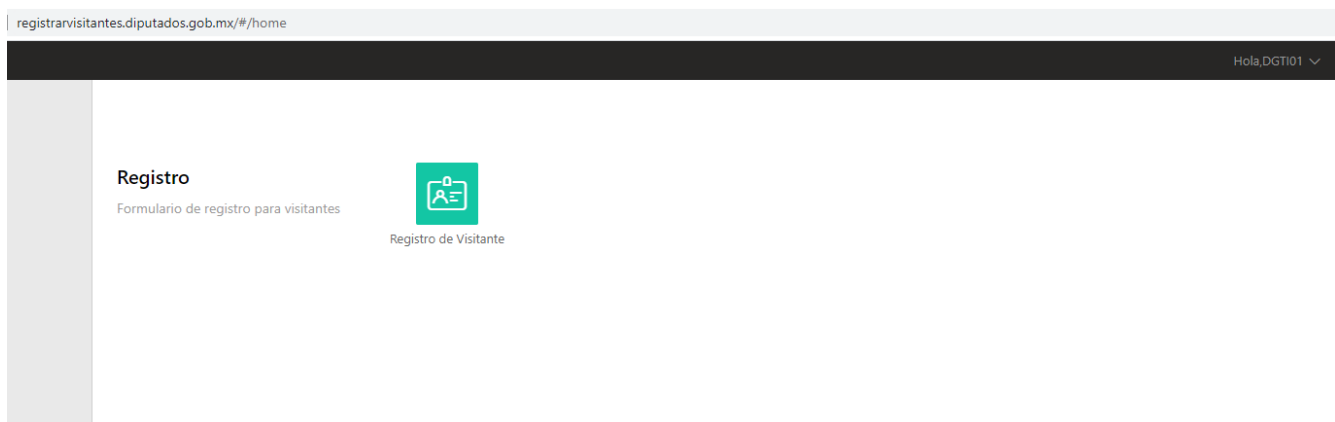 registrarvisitantes.diputados.gob.mx/#/home
Hola,DGTI01
Registro
Formulario de registro para visitantes
Registro de Visitante